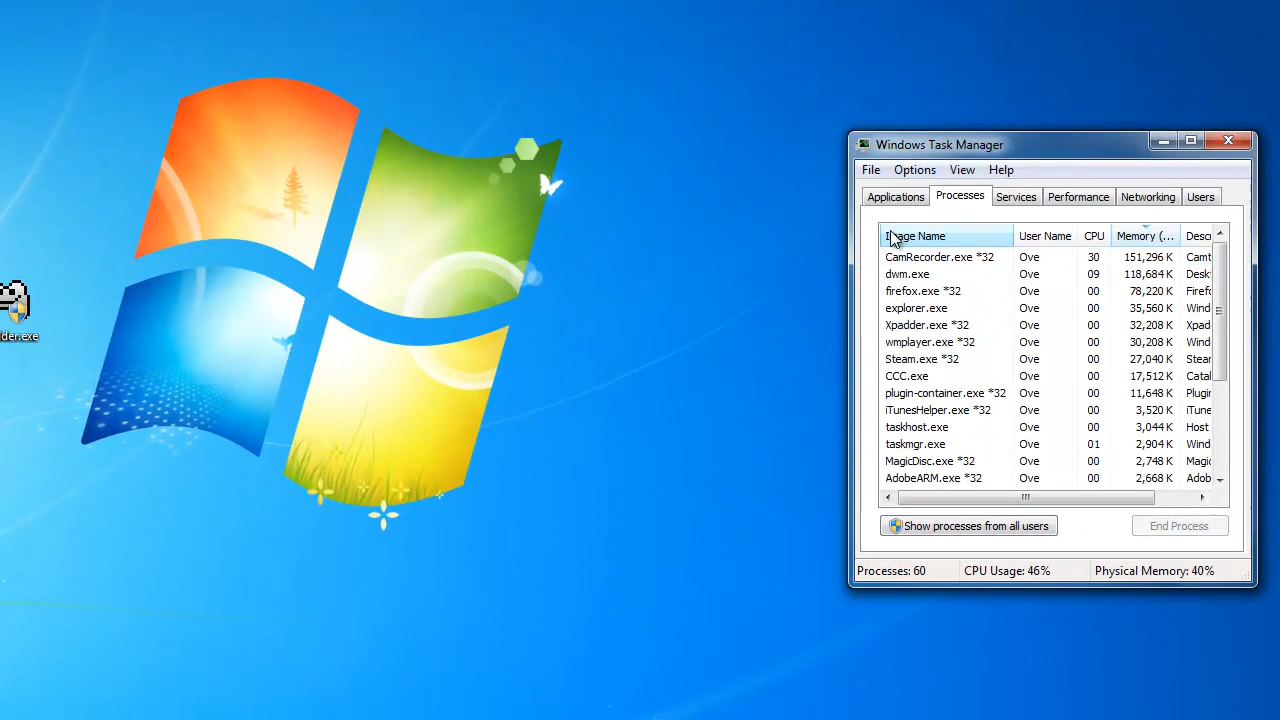 Windows Task Manager
File Options View Help
Applications Processes Services Performance Networking Users
Image Name User Name CPU Memory (... Desc
CamRecorder.exe *32 Ove 30 151,296 K Camt
dwm.exe Ove 09 118,684 K Desk
firefox.exe *32 Ove 00 78,220 K Firef
explorer.exe Ove 00 35,560 K Wind
Xpadder.exe *32 Ove 00 32,208 K Xpad
wmplayer.exe *32 Ove 00 30,208 K Wind
Steam.exe *32 Ove 00 27,040 K Stea
CCC.exe Ove 00 17,512 K Catal
plugin-container.exe *32 Ove 00 11,648 K Plugin
iTunesHelper.exe *32 Ove 00 3,520 K iTune
der.exe taskhost.exe Ove 00 3,044 K Host
taskmgr.exe Ove 01 2,904 K Wind
MagicDisc.exe *32 Ove 00 2,748 K Magic
AdobeARM.exe *32 Ove 00 2,668 K Adob
Show processes from all users End Process
Processes: 60 CPU Usage: 46% Physical Memory: 40%